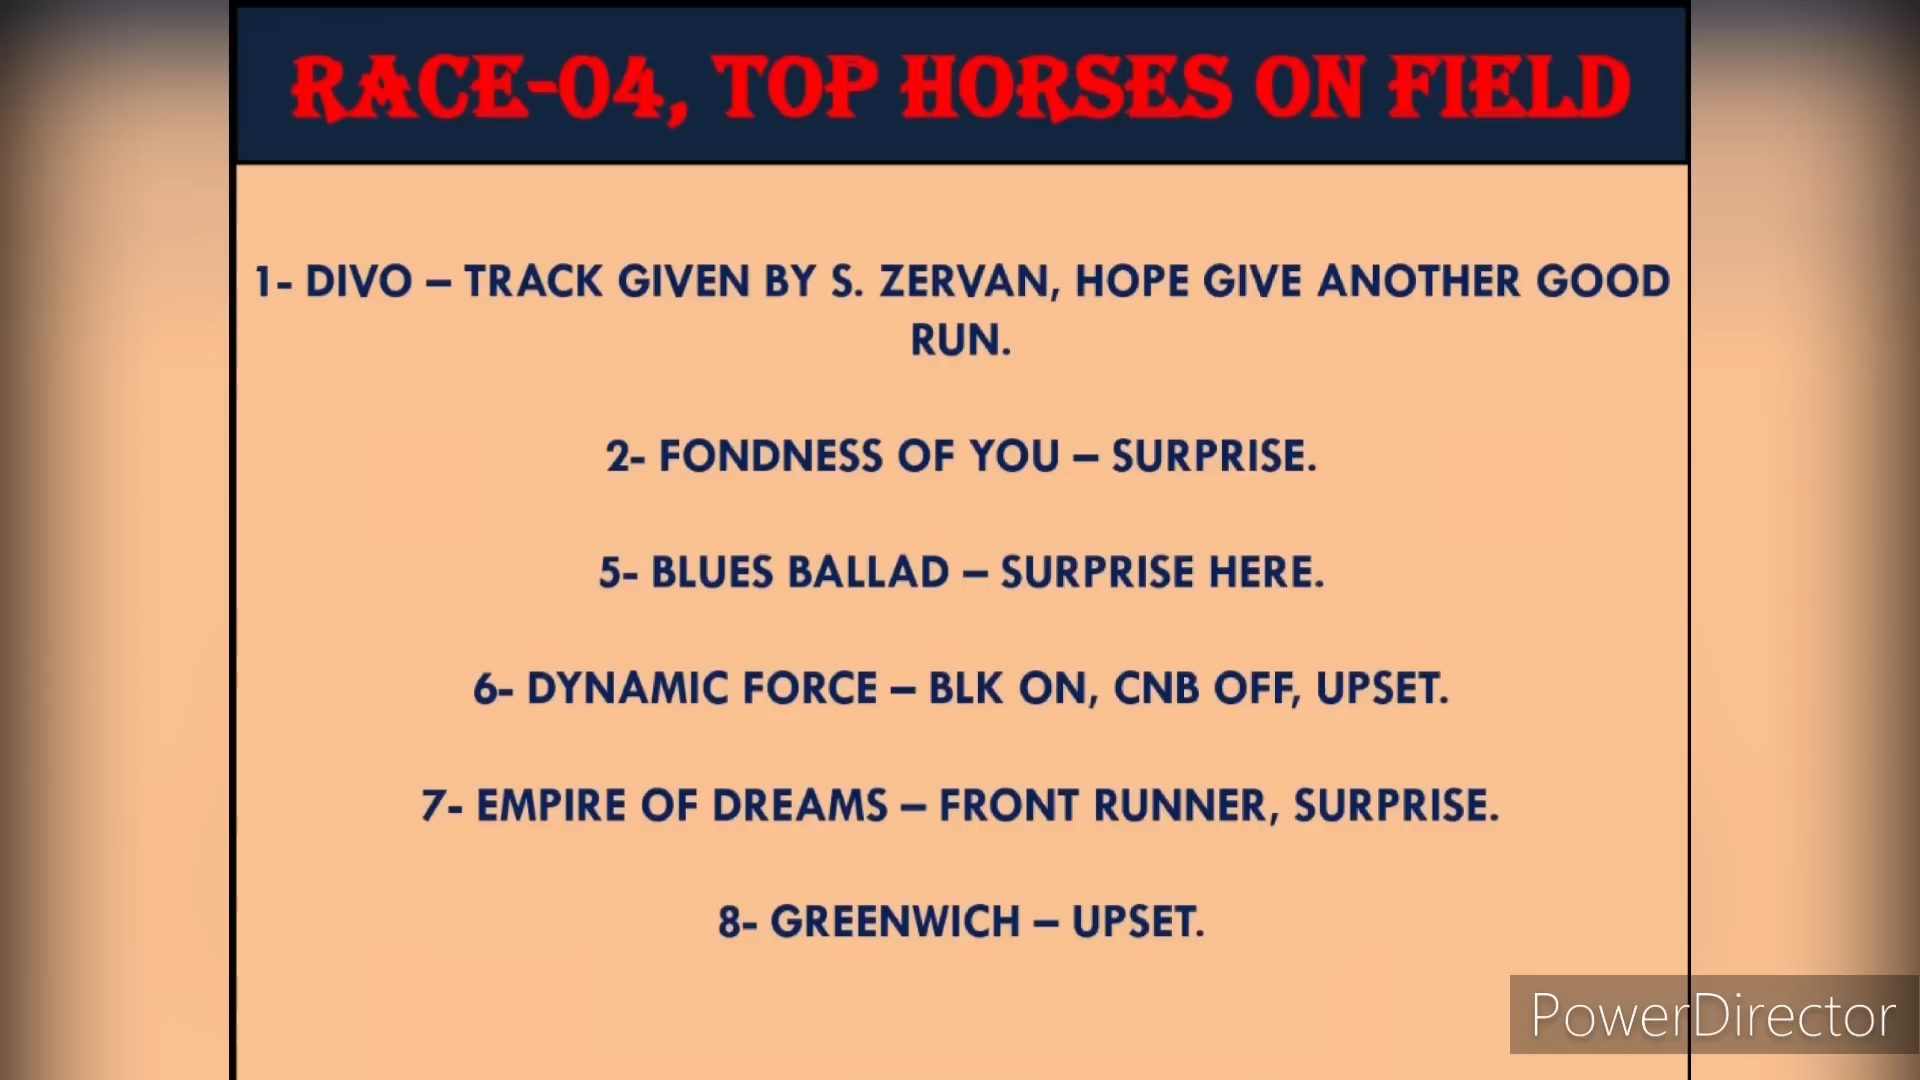 RACE-04, TOP HORSES ON FIELD
1- DIVO – TRACK GIVEN BY S. ZERVAN, HOPE GIVE ANOTHER GOOD
RUN.
2- FONDNESS OF YOU – SURPRISE.
5- BLUES BALLAD – SURPRISE HERE.
6- DYNAMIC FORCE – BLK ON, CNB OFF, UPSET.
7- EMPIRE OF DREAMS – FRONT RUNNER, SURPRISE.
8- GREENWICH – UPSET.
PowerDirector